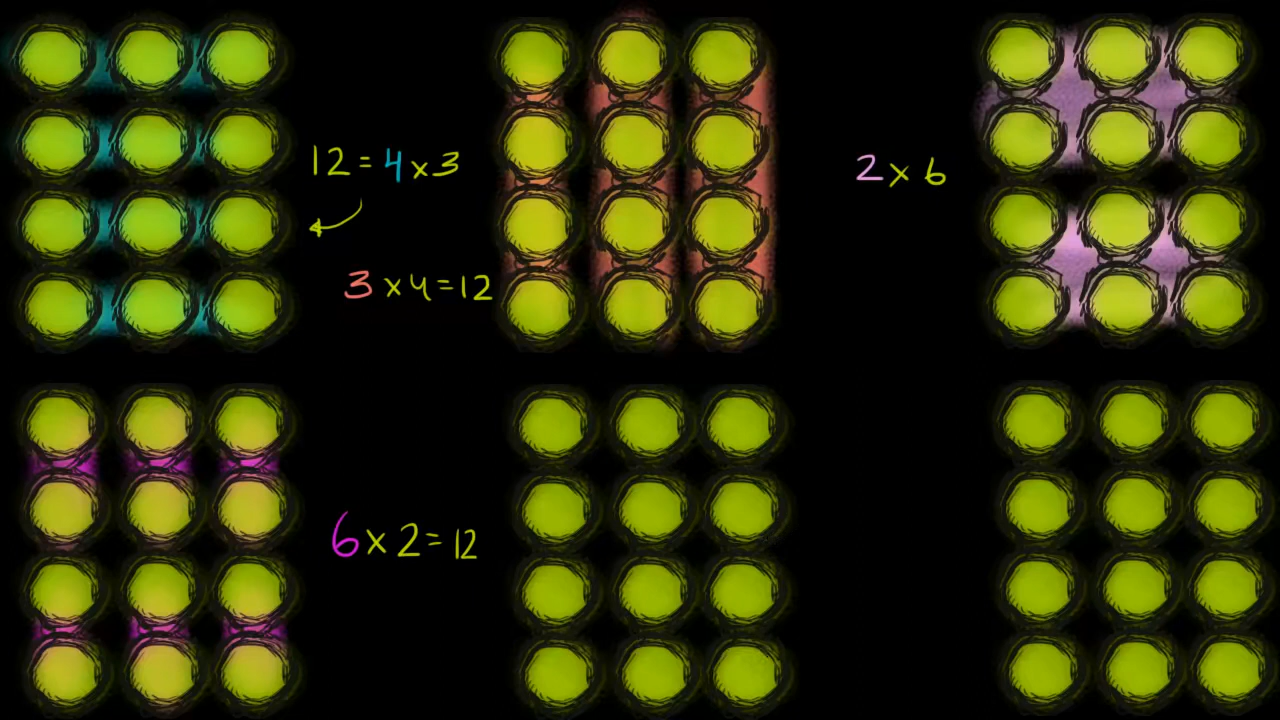 12 = 4 x 3
3 x 4 = 12
2 x 6
6 x 2 = 12